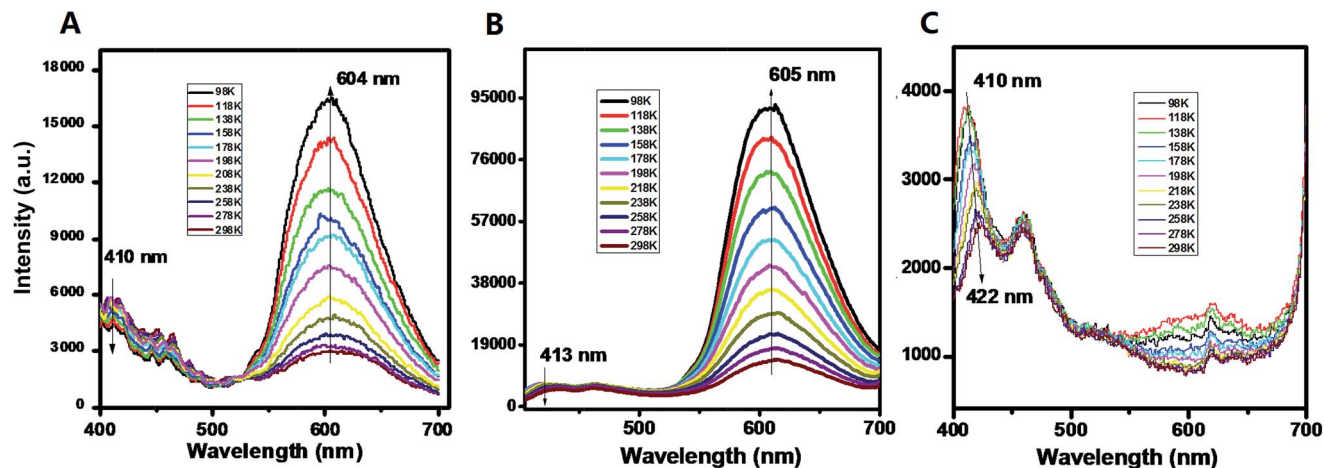 A
18000
15000
12000
9000
6000
3000
0
Intensity (a.u.)
98K
118K
138K
158K
178K
198K
208K
238K
258K
278K
298K
604 nm
410 nm
400
500
600
700
Wavelength (nm)
B
95000
76000
57000
38000
19000
0
98K
118K
138K
158K
178K
198K
218K
238K
258K
278K
298K
605 nm
413 nm
500
600
700
Wavelength (nm)
C
4000
3000
2000
1000
410 nm
422 nm
98K
118K
138K
158K
178K
198K
218K
238K
258K
278K
298K
400
500
600
700
Wavelength (nm)